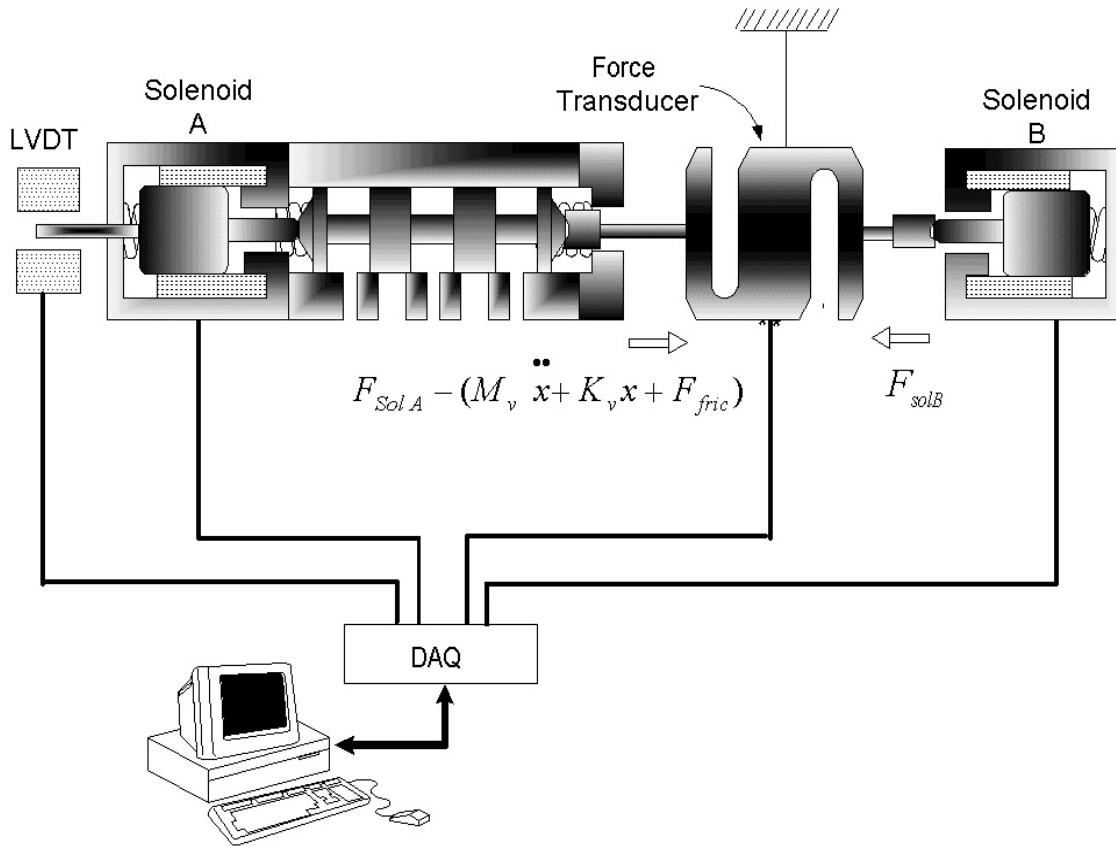 Solenoid
A
LVDT
Force
Transducer
Solenoid
B
F_{Sol A} - (M_v ẍ + K_v x + F_{fric})
F_{solB}
DAQ